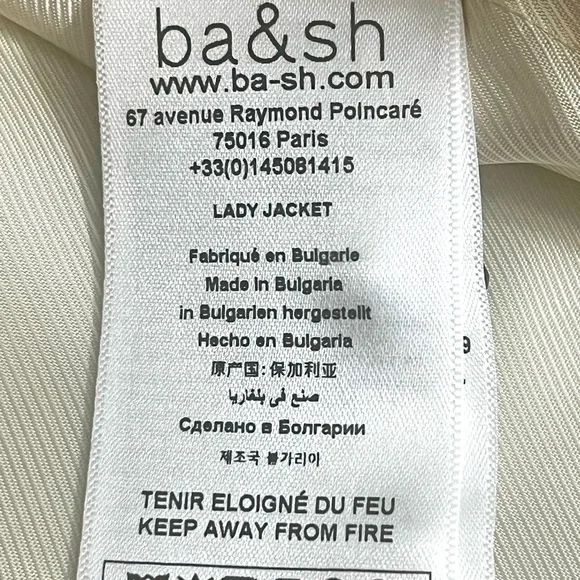 ba&sh
www.ba-sh.com
67 avenue Raymond Poincaré
75016 Paris
+33(0)145081415
LADY JACKET
Fabriqué en Bulgarie
Made in Bulgaria
in Bulgarien hergestellt
Hecho en Bulgaria
原产国：保加利亚
صنع في بلغاريا
Сделано в Болгарии
제조국 불가리아
TENIR ELOIGNÉ DU FEU
KEEP AWAY FROM FIRE
9